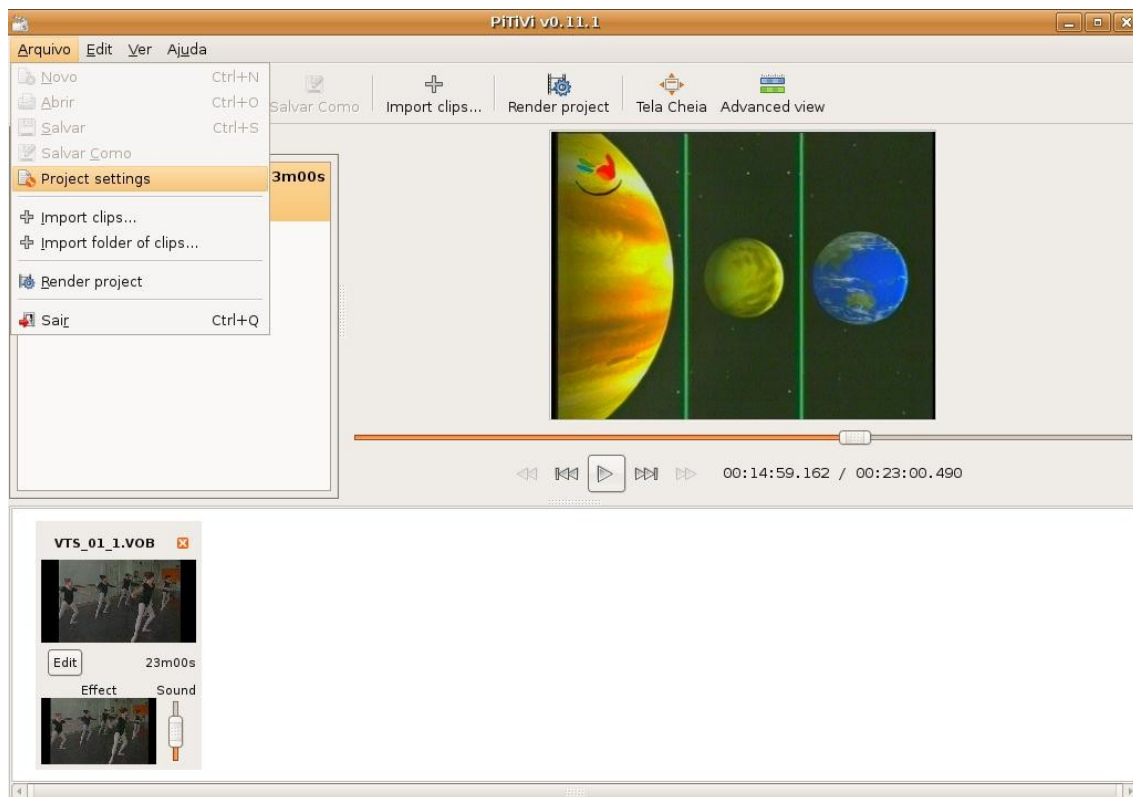 PiTiVi v0.11.1
Arquivo Edit Ver Ajuda
Novo Ctrl+N
Abrir Ctrl+O
Salvar Ctrl+S
Salvar Como
Project settings
Import clips...
Import folder of clips...
Render project
Sair Ctrl+Q
Salvar Como Import clips... Render project Tela Cheia Advanced view
3m00s
00:14:59.162 / 00:23:00.490
VTS_01_1.VOB
Edit 23m00s
Effect Sound